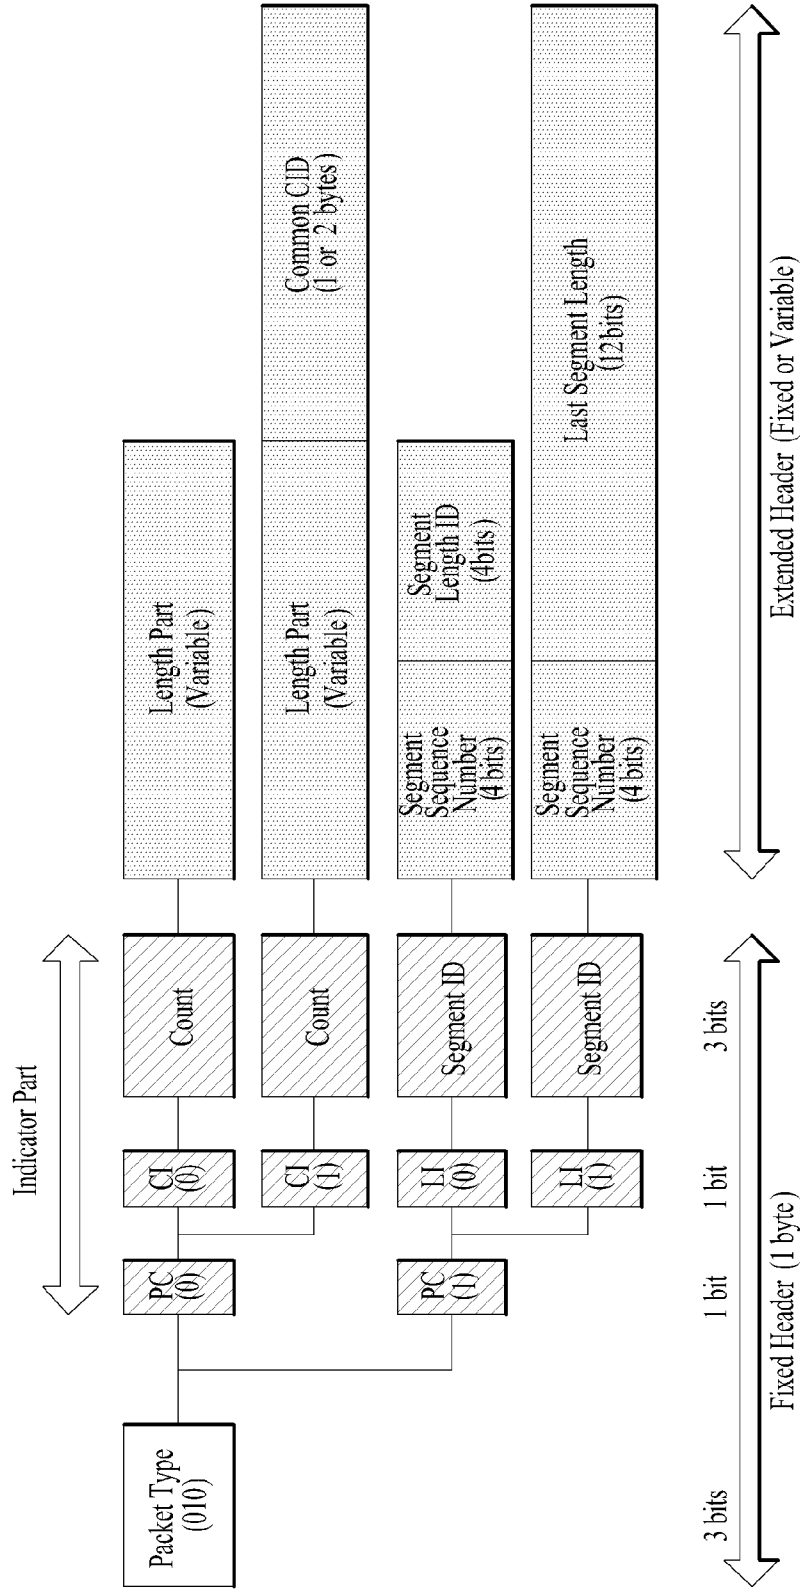 Indicator Part
Packet Type
(010)
PC
(0)
CI
(0)
Count
Length Part
(Variable)
CI
(1)
Count
Length Part
(Variable)
Common CID
(1 or 2 bytes)
PC
(1)
LI
(0)
Segment ID
Segment
Sequence
Number
(4 bits)
Segment
Length ID
(4bits)
LI
(1)
Segment ID
Segment
Sequence
Number
(4 bits)
Last Segment Length
(12bits)
3 bits
1 bit
1 bit
3 bits
Fixed Header (1 byte)
Extended Header (Fixed or Variable)